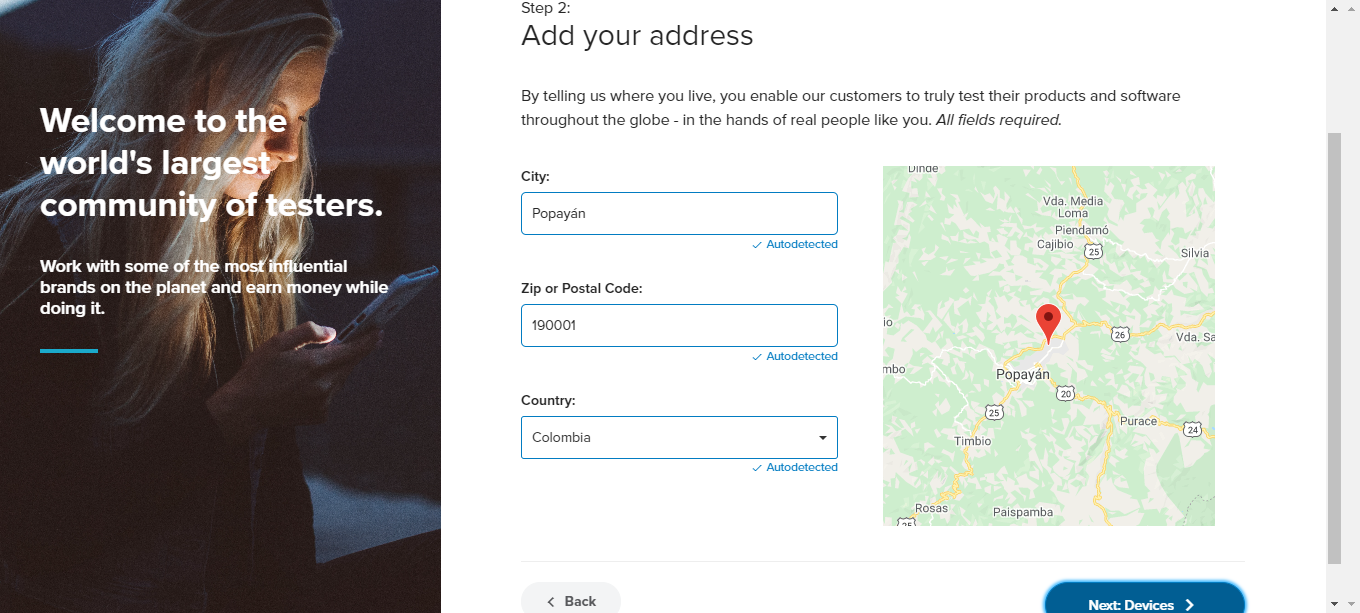 Welcome to the
world's largest
community of testers.
Work with some of the most influential
brands on the planet and earn money while
doing it.
Step 2:
Add your address
By telling us where you live, you enable our customers to truly test their products and software
throughout the globe - in the hands of real people like you. All fields required.
City:
Popayán
Autodetected
Zip or Postal Code:
190001
Autodetected
Country:
Colombia
Autodetected
Dinde
Vda. Media
Loma
Piendamó
Cajibio
25
Silvia
io
26
Vda. Sa
mbo
Popayán
20
25
Purace
24
Timbio
Rosas
Paispamba
25
Back
Next: Devices